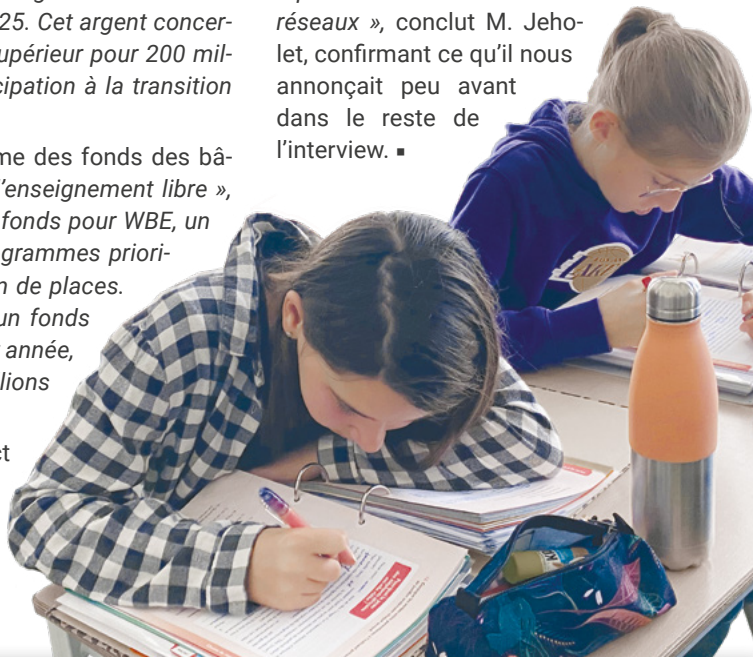 25. Cet argent concer-
upérieur pour 200 mil-
cipation à la transition
me des fonds des bâ-
l'enseignement libre »,
fonds pour WBE, un
grammes priori-
n de places.
un fonds
année,
lions
ct
réseaux », conclut M. Jeho-
let, confirmant ce qu'il nous
annonçait peu avant
dans le reste de
l'interview. ▪